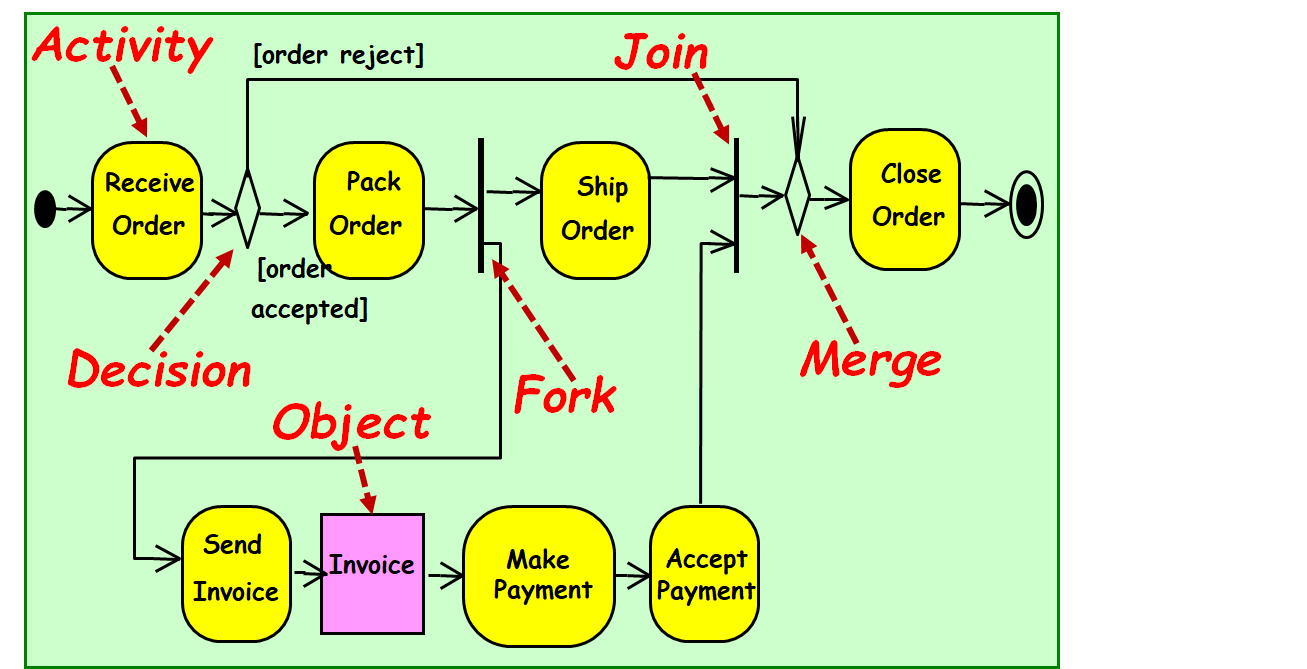 Activity
[order reject]
Join
Receive
Order
Pack
Order
Ship
Order
Close
Order
[order
accepted]
Decision
Fork
Merge
Object
Send
Invoice
Invoice
Make
Payment
Accept
Payment